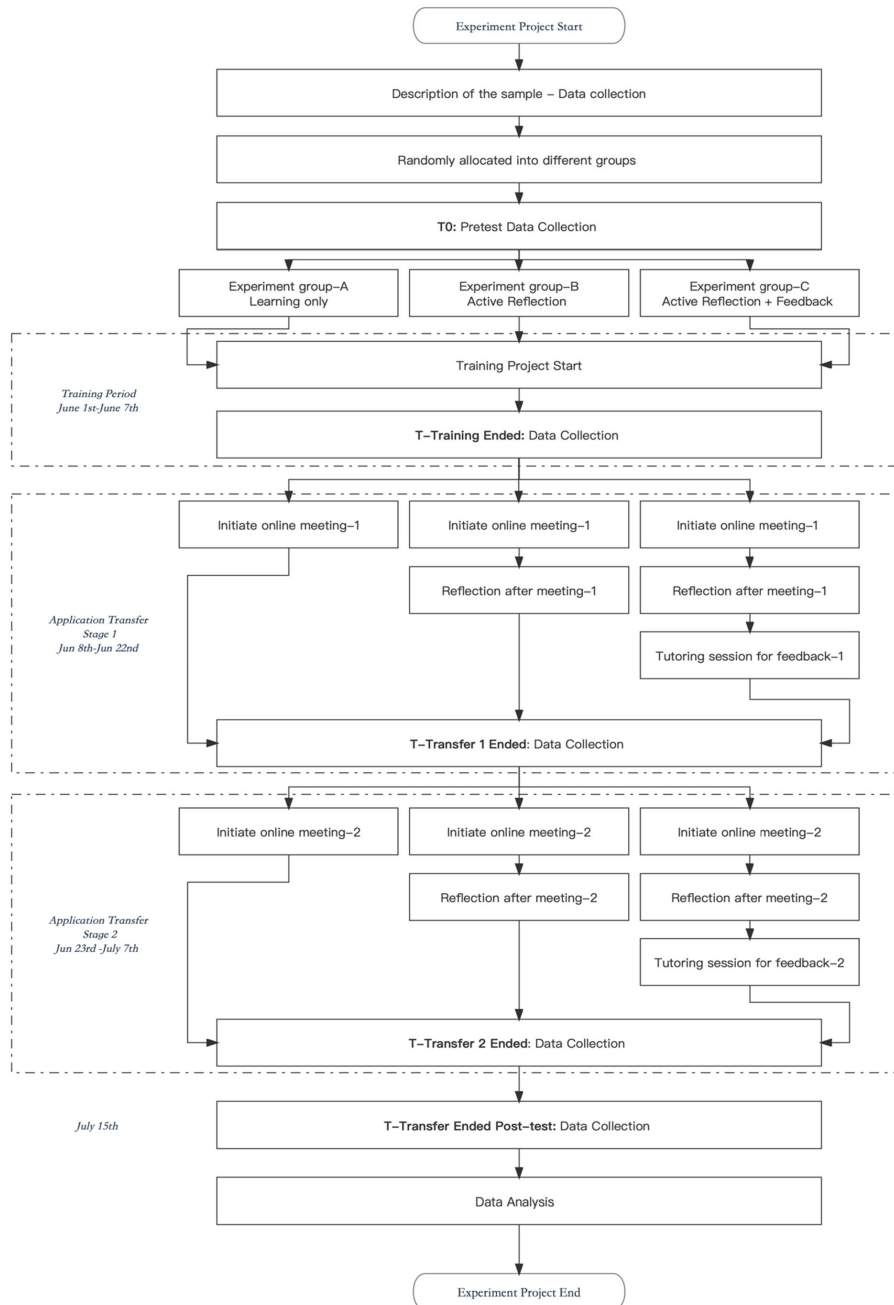 Experiment Project Start
Description of the sample – Data collection
Randomly allocated into different groups
T0: Pretest Data Collection
Experiment group–A
Learning only
Experiment group–B
Active Reflection
Experiment group–C
Active Reflection + Feedback
Training Period
June 1st-June 7th
Training Project Start
T–Training Ended: Data Collection
Application Transfer
Stage 1
Jun 8th-Jun 22nd
Initiate online meeting–1
Initiate online meeting–1
Initiate online meeting–1
Reflection after meeting–1
Reflection after meeting–1
Tutoring session for feedback–1
T–Transfer 1 Ended: Data Collection
Application Transfer
Stage 2
Jun 23rd -July 7th
Initiate online meeting–2
Initiate online meeting–2
Initiate online meeting–2
Reflection after meeting–2
Reflection after meeting–2
Tutoring session for feedback–2
T–Transfer 2 Ended: Data Collection
July 15th
T–Transfer Ended Post-test: Data Collection
Data Analysis
Experiment Project End